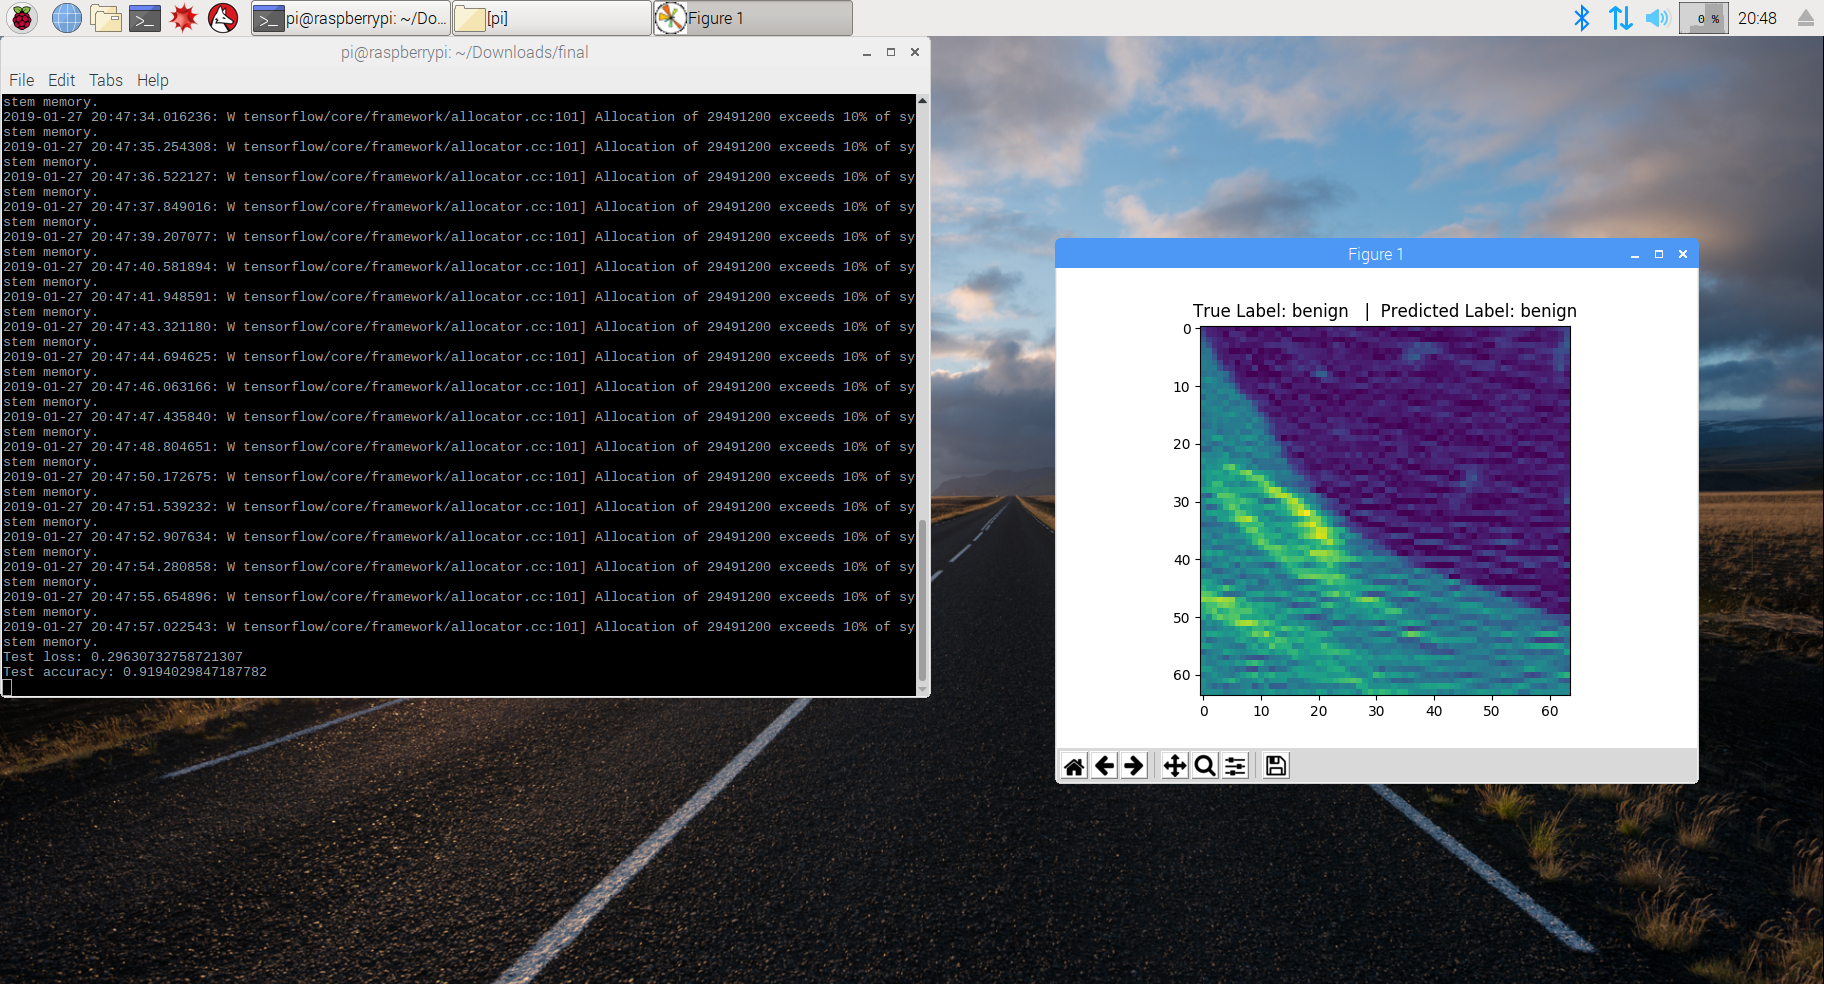 pi@raspberrypi: ~/Do...
[pi]
Figure 1
0 %
20:48
pi@raspberrypi: ~/Downloads/final
File Edit Tabs Help
stem memory.
2019-01-27 20:47:34.016236: W tensorflow/core/framework/allocator.cc:101] Allocation of 29491200 exceeds 10% of sy
stem memory.
2019-01-27 20:47:35.254308: W tensorflow/core/framework/allocator.cc:101] Allocation of 29491200 exceeds 10% of sy
stem memory.
2019-01-27 20:47:36.522127: W tensorflow/core/framework/allocator.cc:101] Allocation of 29491200 exceeds 10% of sy
stem memory.
2019-01-27 20:47:37.849016: W tensorflow/core/framework/allocator.cc:101] Allocation of 29491200 exceeds 10% of sy
stem memory.
2019-01-27 20:47:39.207077: W tensorflow/core/framework/allocator.cc:101] Allocation of 29491200 exceeds 10% of sy
stem memory.
2019-01-27 20:47:40.581894: W tensorflow/core/framework/allocator.cc:101] Allocation of 29491200 exceeds 10% of sy
stem memory.
2019-01-27 20:47:41.948591: W tensorflow/core/framework/allocator.cc:101] Allocation of 29491200 exceeds 10% of sy
stem memory.
2019-01-27 20:47:43.321180: W tensorflow/core/framework/allocator.cc:101] Allocation of 29491200 exceeds 10% of sy
stem memory.
2019-01-27 20:47:44.694625: W tensorflow/core/framework/allocator.cc:101] Allocation of 29491200 exceeds 10% of sy
stem memory.
2019-01-27 20:47:46.063166: W tensorflow/core/framework/allocator.cc:101] Allocation of 29491200 exceeds 10% of sy
stem memory.
2019-01-27 20:47:47.435840: W tensorflow/core/framework/allocator.cc:101] Allocation of 29491200 exceeds 10% of sy
stem memory.
2019-01-27 20:47:48.804651: W tensorflow/core/framework/allocator.cc:101] Allocation of 29491200 exceeds 10% of sy
stem memory.
2019-01-27 20:47:50.172675: W tensorflow/core/framework/allocator.cc:101] Allocation of 29491200 exceeds 10% of sy
stem memory.
2019-01-27 20:47:51.539232: W tensorflow/core/framework/allocator.cc:101] Allocation of 29491200 exceeds 10% of sy
stem memory.
2019-01-27 20:47:52.907634: W tensorflow/core/framework/allocator.cc:101] Allocation of 29491200 exceeds 10% of sy
stem memory.
2019-01-27 20:47:54.280858: W tensorflow/core/framework/allocator.cc:101] Allocation of 29491200 exceeds 10% of sy
stem memory.
2019-01-27 20:47:55.654896: W tensorflow/core/framework/allocator.cc:101] Allocation of 29491200 exceeds 10% of sy
stem memory.
2019-01-27 20:47:57.022543: W tensorflow/core/framework/allocator.cc:101] Allocation of 29491200 exceeds 10% of sy
stem memory.
Test loss: 0.29630732758721307
Test accuracy: 0.9194029847187782
Figure 1
True Label: benign | Predicted Label: benign
0
10
20
30
40
50
60
0 10 20 30 40 50 60